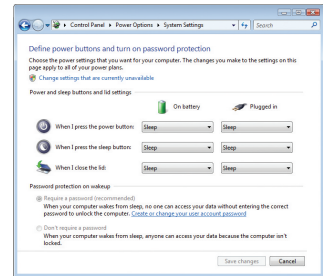 Control Panel ▸ Power Options ▸ System Settings
Search
Define power buttons and turn on password protection
Choose the power settings that you want for your computer. The changes you make to the settings on this
page apply to all of your power plans.
Change settings that are currently unavailable
Power and sleep buttons and lid settings
On battery Plugged in
When I press the power button: Sleep Sleep
When I press the sleep button: Sleep Sleep
When I close the lid: Sleep Sleep
Password protection on wakeup
Require a password (recommended)
When your computer wakes from sleep, no one can access your data without entering the correct
password to unlock the computer. Create or change your user account password
Don't require a password
When your computer wakes from sleep, anyone can access your data because the computer isn't
locked.
Save changes Cancel